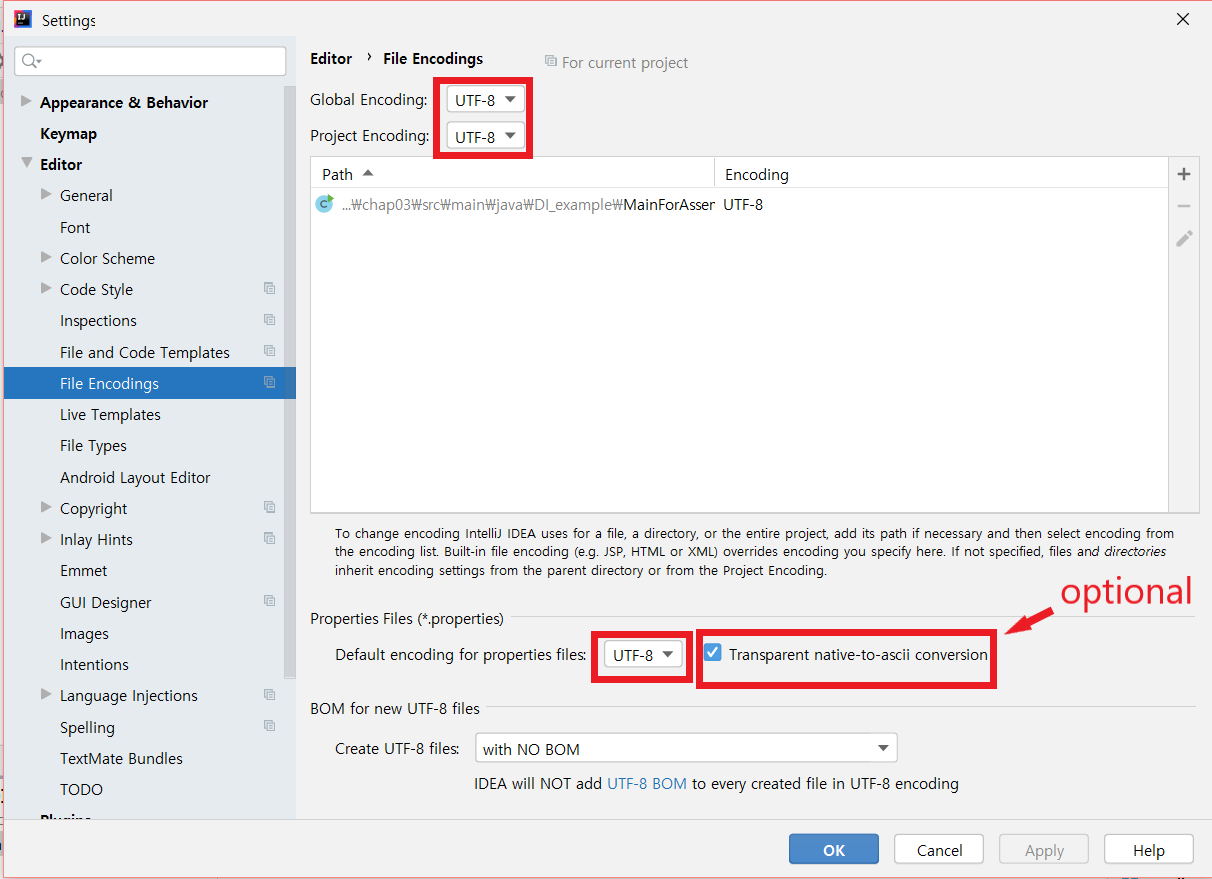 Settings
Editor › File Encodings
For current project
Appearance & Behavior
Keymap
Editor
General
Font
Color Scheme
Code Style
Inspections
File and Code Templates
File Encodings
Live Templates
File Types
Android Layout Editor
Copyright
Inlay Hints
Emmet
GUI Designer
Images
Intentions
Language Injections
Spelling
TextMate Bundles
TODO
Plugins
Global Encoding: UTF-8
Project Encoding: UTF-8
Path Encoding
...₩chap03₩src₩main₩java₩DI_example₩MainForAsser UTF-8
To change encoding IntelliJ IDEA uses for a file, a directory, or the entire project, add its path if necessary and then select encoding from
the encoding list. Built-in file encoding (e.g. JSP, HTML or XML) overrides encoding you specify here. If not specified, files and directories
inherit encoding settings from the parent directory or from the Project Encoding.
optional
Properties Files (*.properties)
Default encoding for properties files: UTF-8 Transparent native-to-ascii conversion
BOM for new UTF-8 files
Create UTF-8 files: with NO BOM
IDEA will NOT add UTF-8 BOM to every created file in UTF-8 encoding
OK Cancel Apply Help